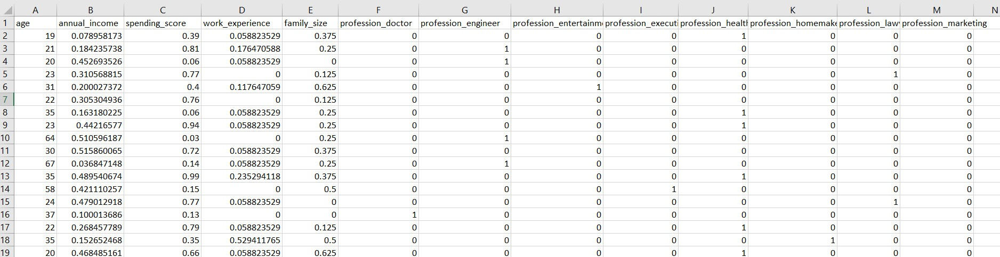 A B C D E F G H I J K L M N
1 age annual_income spending_score work_experience family_size profession_doctor profession_engineer profession_entertainm profession_executi profession_healtl profession_homemake profession_law profession_marketing
2 19 0.078958173 0.39 0.058823529 0.375 0 0 0 0 1 0 0 0
3 21 0.184235738 0.81 0.176470588 0.25 0 1 0 0 0 0 0 0
4 20 0.452693526 0.06 0.058823529 0 0 1 0 0 0 0 0 0
5 23 0.310568815 0.77 0 0.125 0 0 0 0 0 0 1 0
6 31 0.200027372 0.4 0.117647059 0.625 0 0 1 0 0 0 0 0
7 22 0.305304936 0.76 0 0.125 0 0 0 0 0 0 0 0
8 35 0.163180225 0.06 0.058823529 0.25 0 0 0 0 1 0 0 0
9 23 0.44216577 0.94 0.058823529 0.25 0 0 0 0 1 0 0 0
10 64 0.510596187 0.03 0 0.25 0 1 0 0 0 0 0 0
11 30 0.515860065 0.72 0.058823529 0.375 0 0 0 0 0 0 0 0
12 67 0.036847148 0.14 0.058823529 0.25 0 1 0 0 0 0 0 0
13 35 0.489540674 0.99 0.235294118 0.375 0 0 0 0 1 0 0 0
14 58 0.421110257 0.15 0 0.5 0 0 0 1 0 0 0 0
15 24 0.479012918 0.77 0.058823529 0 0 0 0 0 0 0 1 0
16 37 0.100013686 0.13 0 0 1 0 0 0 0 0 0 0
17 22 0.268457789 0.79 0.058823529 0.125 0 0 0 0 1 0 0 0
18 35 0.152652468 0.35 0.529411765 0.5 0 0 0 0 0 1 0 0
19 20 0.468485161 0.66 0.058823529 0.625 0 0 0 0 1 0 0 0